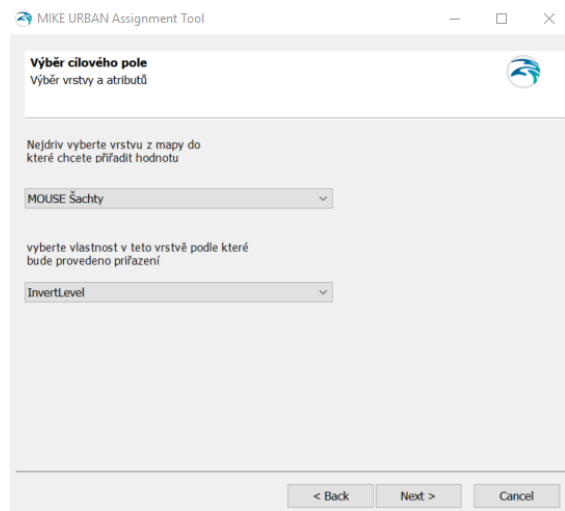 MIKE URBAN Assignment Tool
Výběr cílového pole
Výběr vrstvy a atributů
Nejdriv vyberte vrstvu z mapy do
které chcete přiřadit hodnotu
MOUSE Šachty
vyberte vlastnost v teto vrstvě podle které
bude provedeno priřazení
InvertLevel
< Back
Next >
Cancel